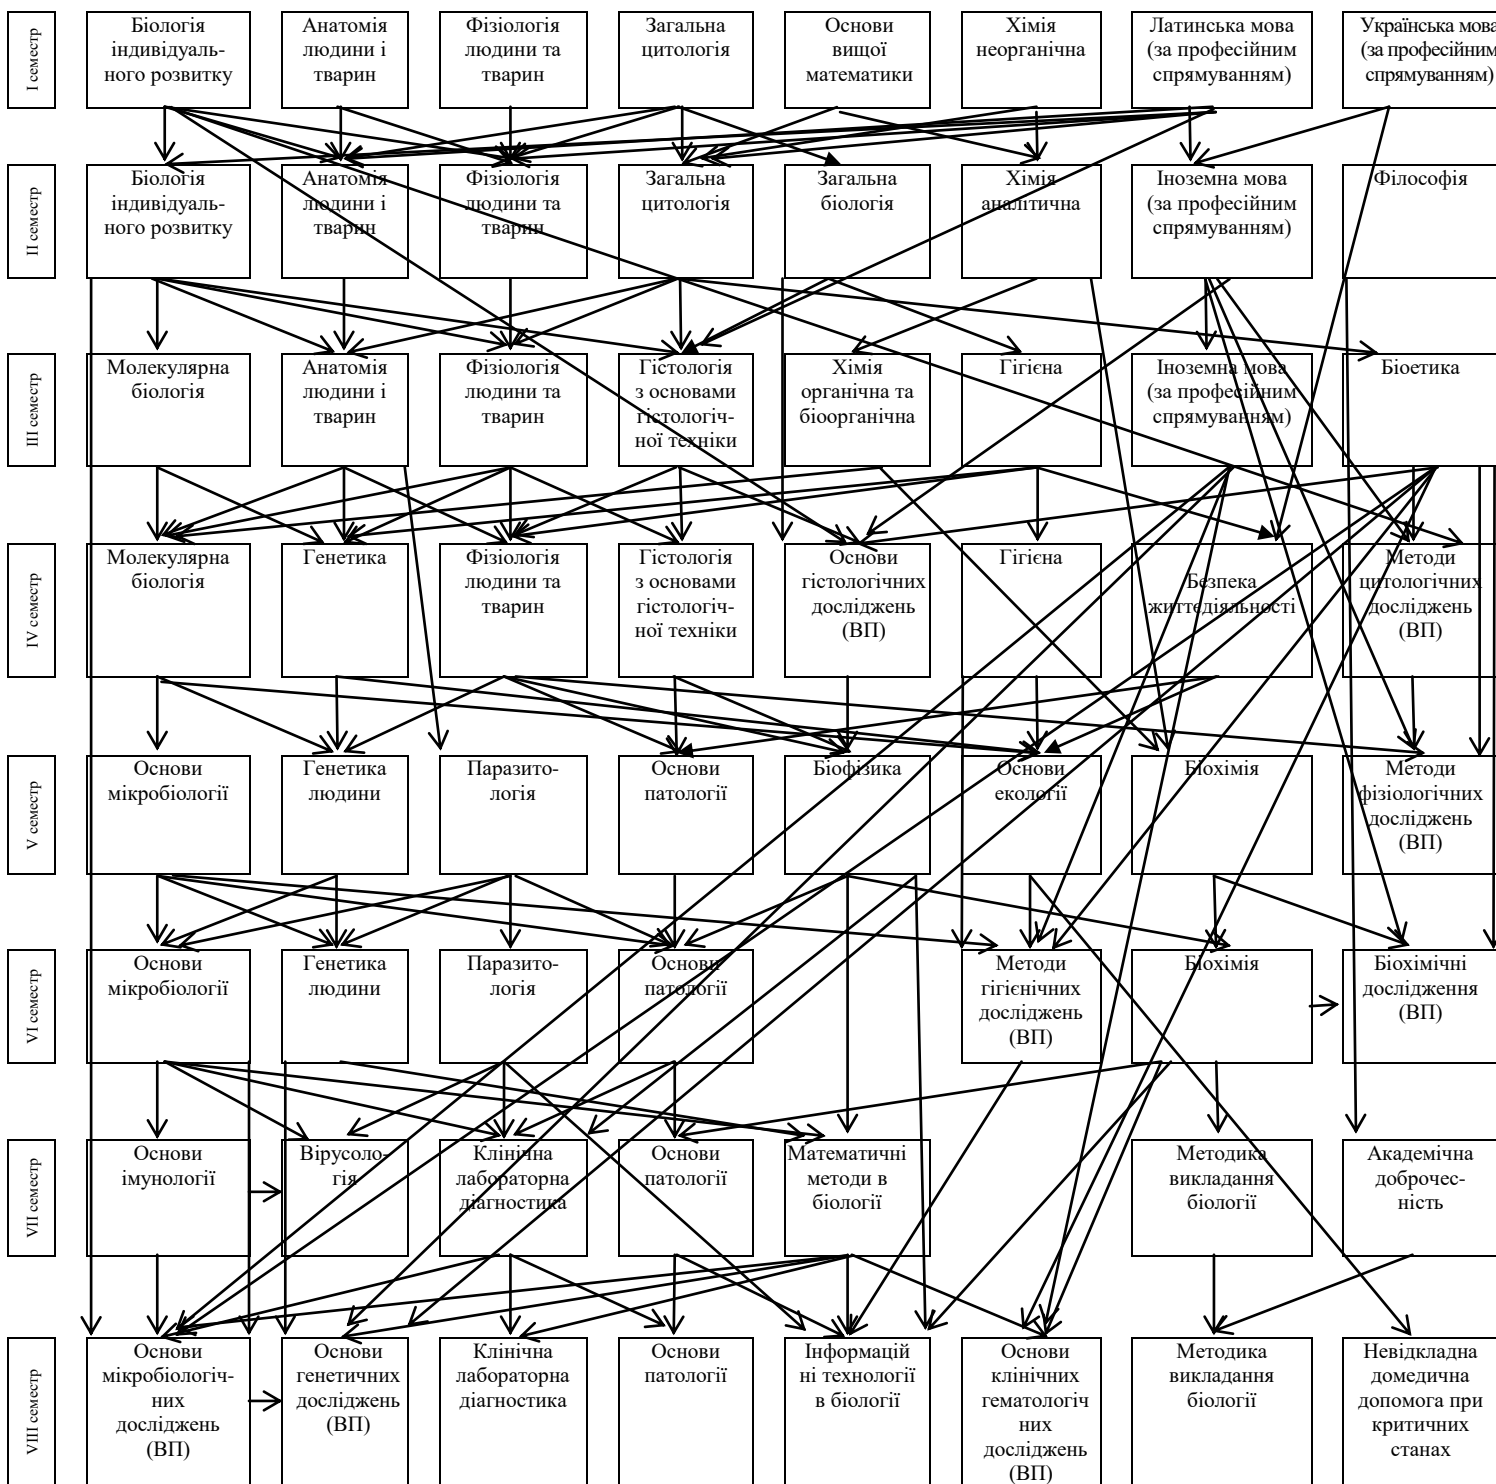 I семестр
Біологія
індивідуаль-
ного розвитку
Анатомія
людини і
тварин
Фізіологія
людини та
тварин
Загальна
цитологія
Основи
вищої
математики
Хімія
неорганічна
Латинська мова
(за професійним
спрямуванням)
Українська мова
(за професійним
спрямуванням)
II семестр
Біологія
індивідуаль-
ного розвитку
Анатомія
людини і
тварин
Фізіологія
людини та
тварин
Загальна
цитологія
Загальна
біологія
Хімія
аналітична
Іноземна мова
(за професійним
спрямуванням)
Філософія
III семестр
Молекулярна
біологія
Анатомія
людини і
тварин
Фізіологія
людини та
тварин
Гістологія
з основами
гістологіч-
ної техніки
Хімія
органічна та
біоорганічна
Гігієна
Іноземна мова
(за професійним
спрямуванням)
Біоетика
IV семестр
Молекулярна
біологія
Генетика
Фізіологія
людини та
тварин
Гістологія
з основами
гістологіч-
ної техніки
Основи
гістологічних
досліджень
(ВП)
Гігієна
Безпека
життєдіяльності
Методи
цитологічних
досліджень
(ВП)
V семестр
Основи
мікробіології
Генетика
людини
Паразито-
логія
Основи
патології
Біофізика
Основи
екології
Біохімія
Методи
фізіологічних
досліджень
(ВП)
VI семестр
Основи
мікробіології
Генетика
людини
Паразито-
логія
Основи
патології
Методи
гігієнічних
досліджень
(ВП)
Біохімія
Біохімічні
дослідження
(ВП)
VII семестр
Основи
імунології
Вірусоло-
гія
Клінічна
лабораторна
діагностика
Основи
патології
Математичні
методи в
біології
Методика
викладання
біології
Академічна
доброчес-
ність
VIII семестр
Основи
мікробіологіч-
них
досліджень
(ВП)
Основи
генетичних
досліджень
(ВП)
Клінічна
лабораторна
діагностика
Основи
патології
Інформацій
ні технології
в біології
Основи
клінічних
гематологіч
них
досліджень
(ВП)
Методика
викладання
біології
Невідкладна
домедична
допомога при
критичних
станах